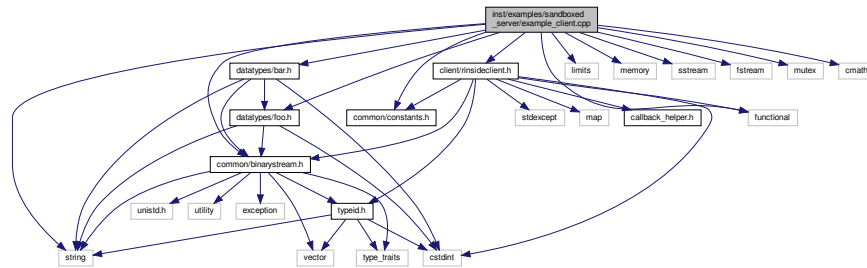 inst/examples/sandboxed
_server/example_client.cpp
datatypes/bar.h
client/rinsideclient.h
limits
memory
sstream
fstream
mutex
cmath
datatypes/foo.h
common/constants.h
stdexcept
map
callback_helper.h
functional
common/binarystream.h
unistd.h
utility
exception
typeid.h
string
vector
type_traits
cstdint